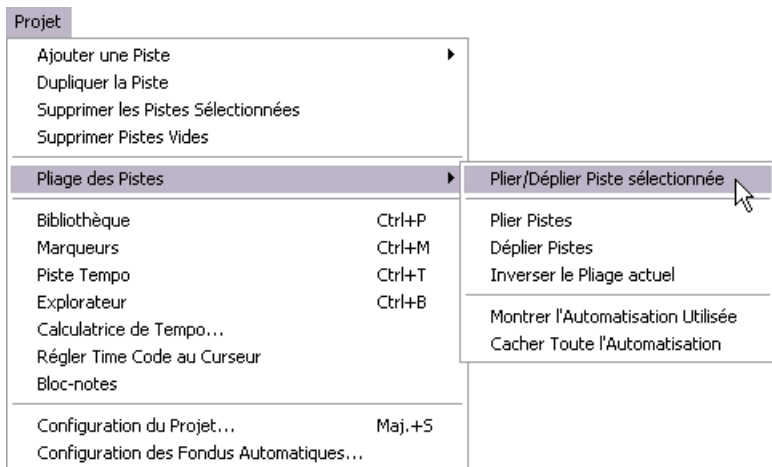 Projet
Ajouter une Piste
Dupliquer la Piste
Supprimer les Pistes Sélectionnées
Supprimer Pistes Vides
Pliage des Pistes
Plier/Déplier Piste sélectionnée
Plier Pistes
Déplier Pistes
Inverser le Pliage actuel
Montrer l'Automatisation Utilisée
Cacher Toute l'Automatisation
Bibliothèque Ctrl+P
Marqueurs Ctrl+M
Piste Tempo Ctrl+T
Explorateur Ctrl+B
Calculatrice de Tempo...
Régler Time Code au Curseur
Bloc-notes
Configuration du Projet... Maj.+S
Configuration des Fondus Automatiques...